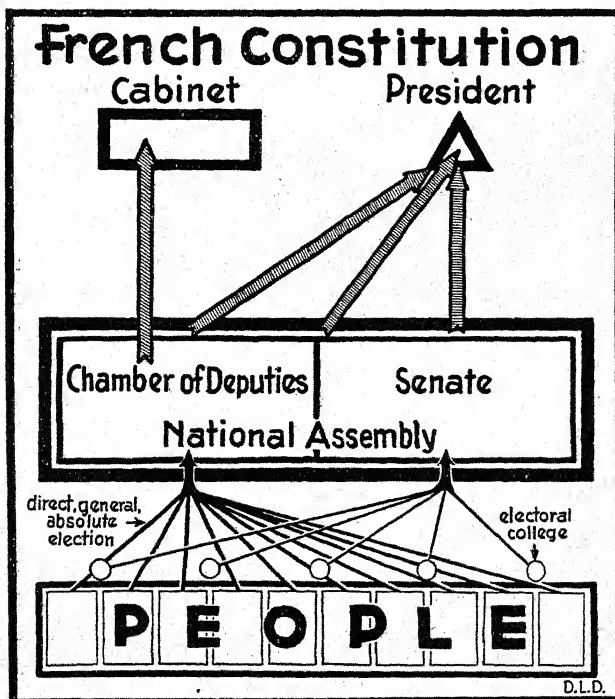 French Constitution
Cabinet President
Chamber of Deputies Senate
National Assembly
direct, general,
absolute
election
electoral
college
PEOPLE
D.L.D.